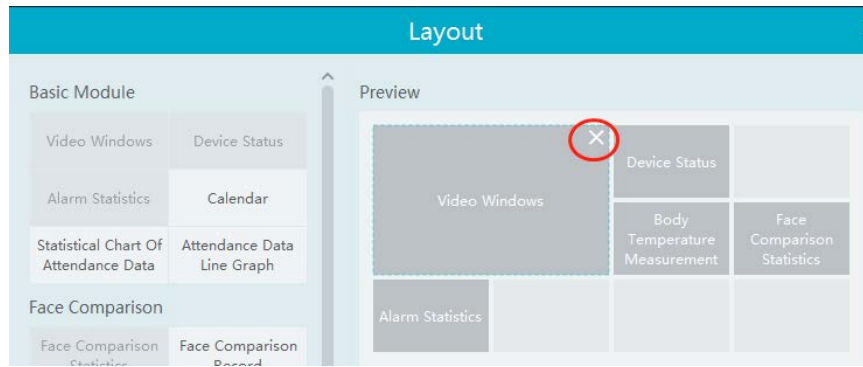 Layout
Basic Module
Video Windows
Device Status
Alarm Statistics
Calendar
Statistical Chart Of
Attendance Data
Attendance Data
Line Graph
Face Comparison
Face Comparison
Statistics
Face Comparison
Record
Preview
Video Windows
Device Status
Body
Temperature
Measurement
Face
Comparison
Statistics
Alarm Statistics